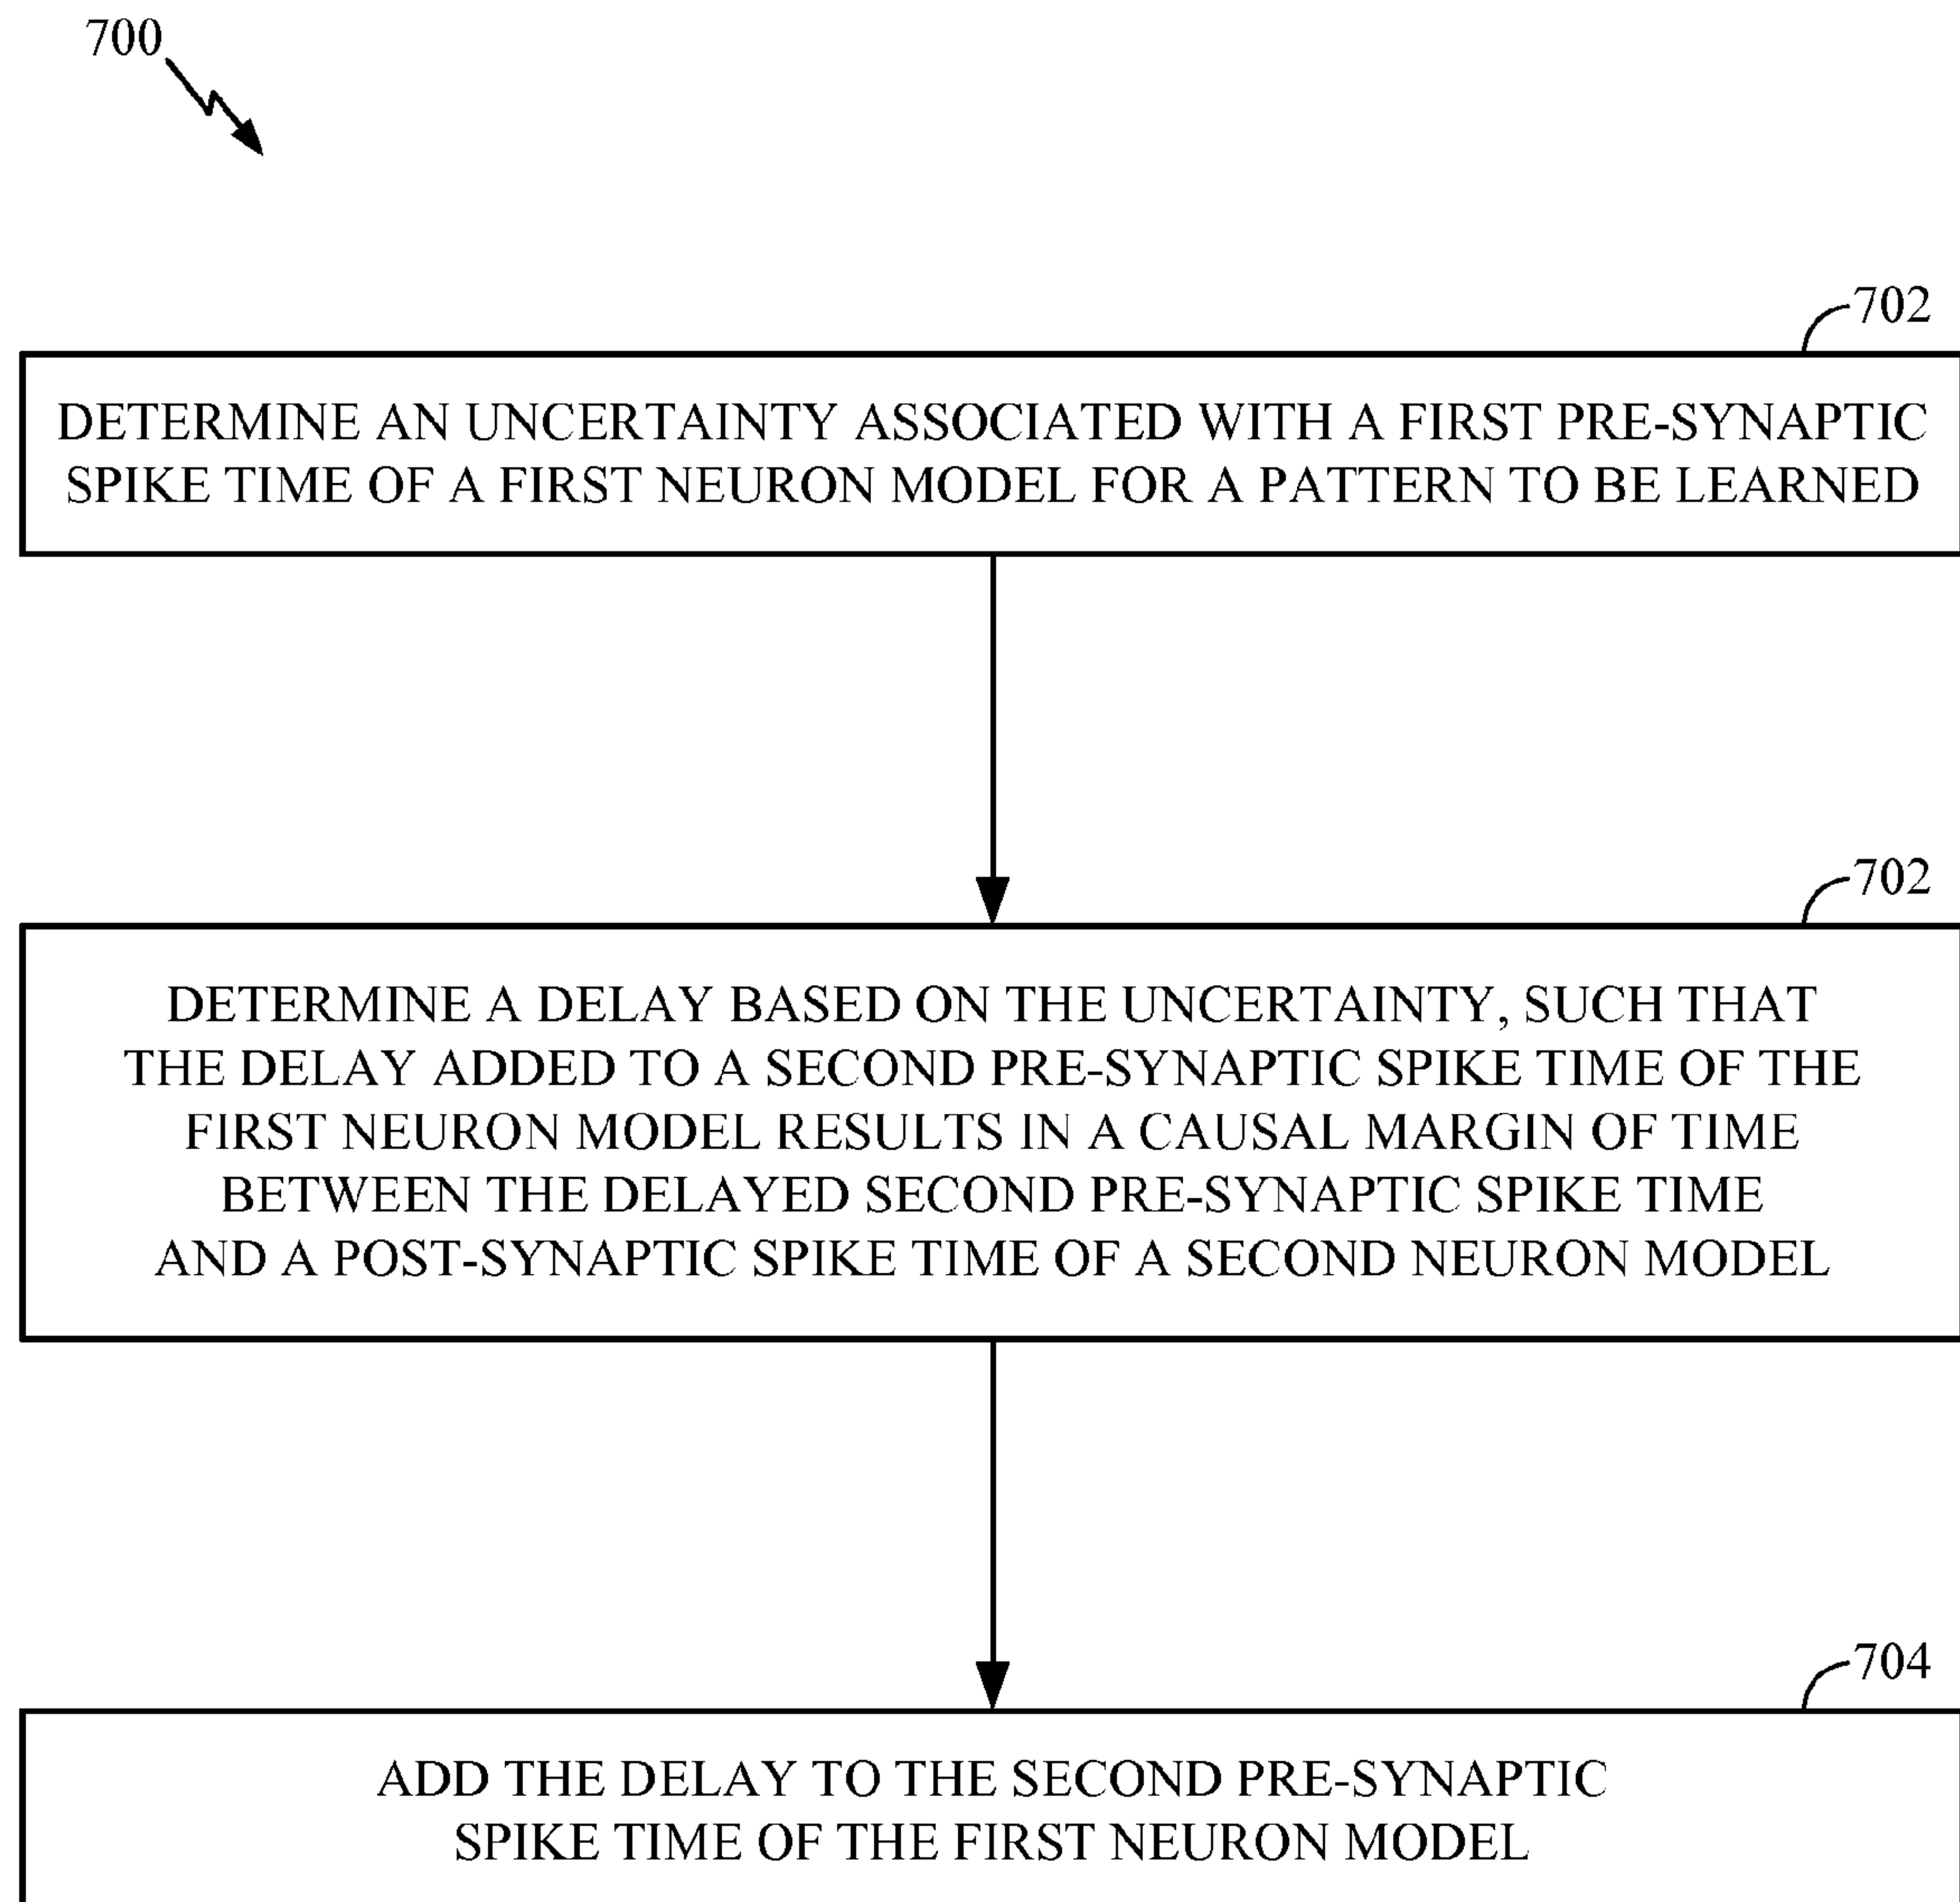 700
702
DETERMINE AN UNCERTAINTY ASSOCIATED WITH A FIRST PRE-SYNAPTIC
SPIKE TIME OF A FIRST NEURON MODEL FOR A PATTERN TO BE LEARNED
702
DETERMINE A DELAY BASED ON THE UNCERTAINTY, SUCH THAT
THE DELAY ADDED TO A SECOND PRE-SYNAPTIC SPIKE TIME OF THE
FIRST NEURON MODEL RESULTS IN A CAUSAL MARGIN OF TIME
BETWEEN THE DELAYED SECOND PRE-SYNAPTIC SPIKE TIME
AND A POST-SYNAPTIC SPIKE TIME OF A SECOND NEURON MODEL
704
ADD THE DELAY TO THE SECOND PRE-SYNAPTIC
SPIKE TIME OF THE FIRST NEURON MODEL